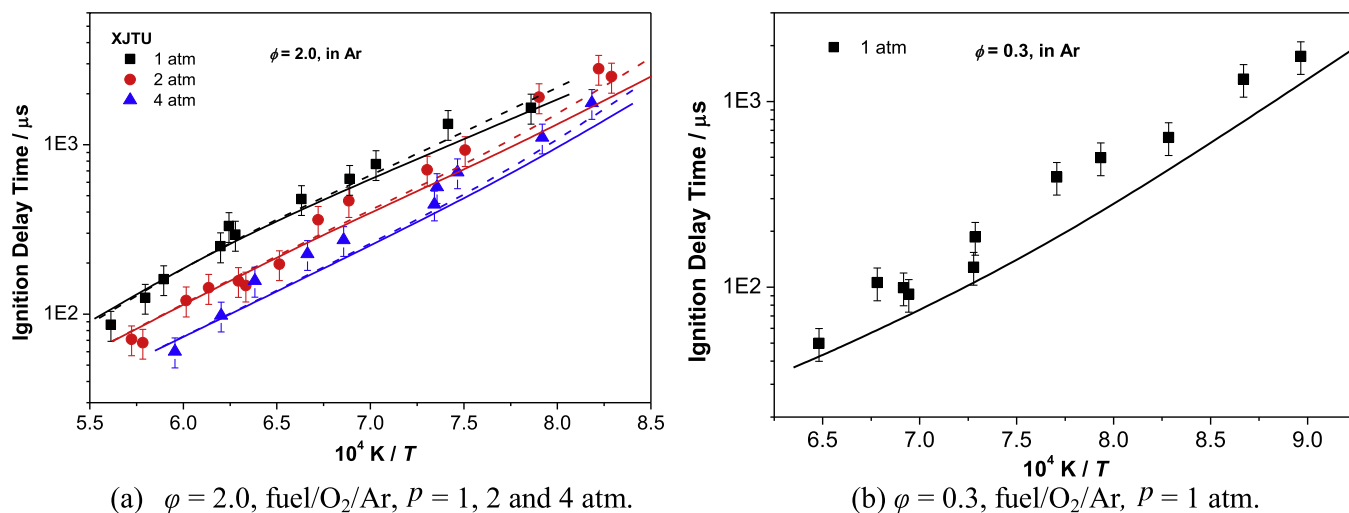 XJTU
1 atm
2 atm
4 atm
ϕ = 2.0, in Ar
Ignition Delay Time / μs
1E3
1E2
5.5 6.0 6.5 7.0 7.5 8.0 8.5
10⁴ K / T
(a) φ = 2.0, fuel/O₂/Ar, p = 1, 2 and 4 atm.
1 atm
ϕ = 0.3, in Ar
Ignition Delay Time / μs
1E3
1E2
6.5 7.0 7.5 8.0 8.5 9.0
10⁴ K / T
(b) φ = 0.3, fuel/O₂/Ar, p = 1 atm.